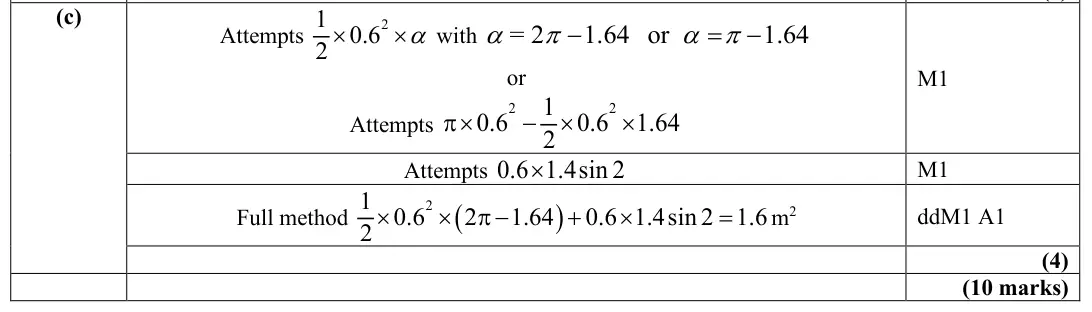 (c)
Attempts 1/2 × 0.6² × α with α = 2π − 1.64 or α = π − 1.64
or
Attempts π × 0.6² − 1/2 × 0.6² × 1.64
M1
Attempts 0.6 × 1.4 sin 2
M1
Full method 1/2 × 0.6² × (2π − 1.64) + 0.6 × 1.4 sin 2 = 1.6 m²
ddM1 A1
(4)
(10 marks)